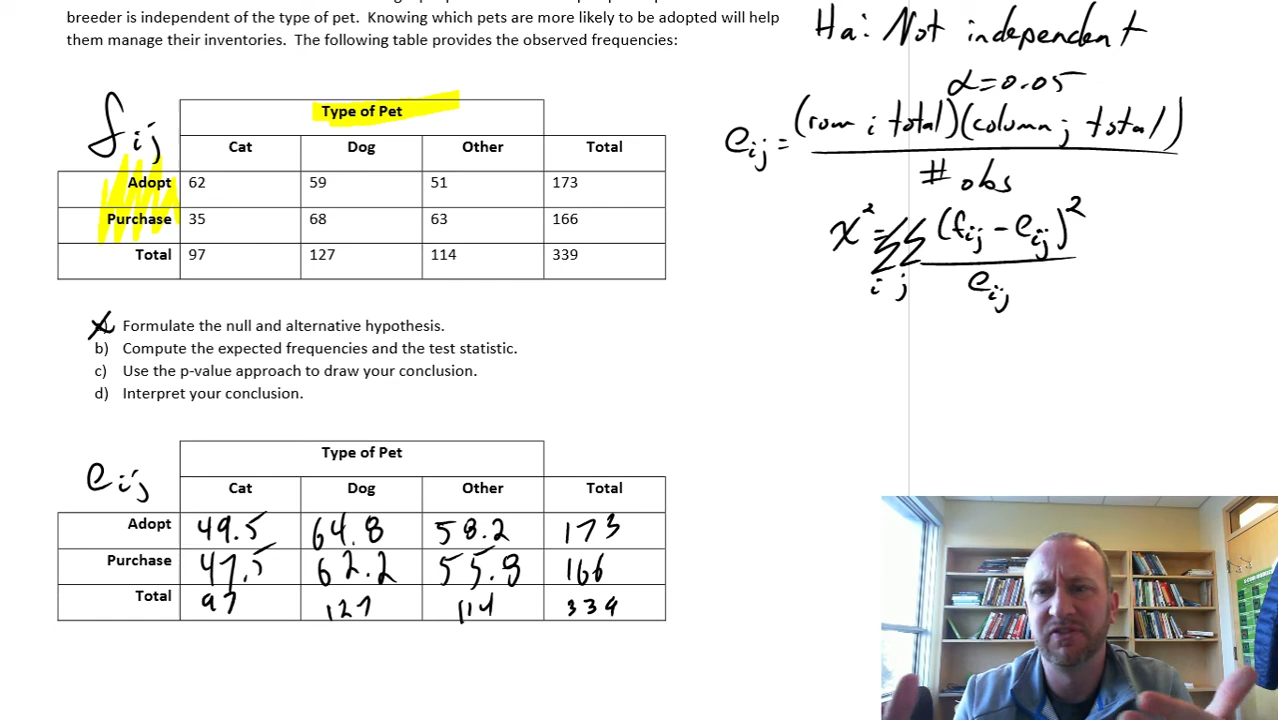 breeder is independent of the type of pet. Knowing which pets are more likely to be adopted will help
them manage their inventories. The following table provides the observed frequencies:
fij
Type of Pet
Cat Dog Other Total
Adopt 62 59 51 173
Purchase 35 68 63 166
Total 97 127 114 339
a) Formulate the null and alternative hypothesis.
b) Compute the expected frequencies and the test statistic.
c) Use the p-value approach to draw your conclusion.
d) Interpret your conclusion.
eij
Type of Pet
Cat Dog Other Total
Adopt 49.5 64.8 58.2 173
Purchase 47.5 62.2 55.8 166
Total 97 127 114 339
Ha: Not independent
α=0.05
eij = (row i total)(column j total)
# obs
x² = ΣΣ (fij - eij)²
i j eij